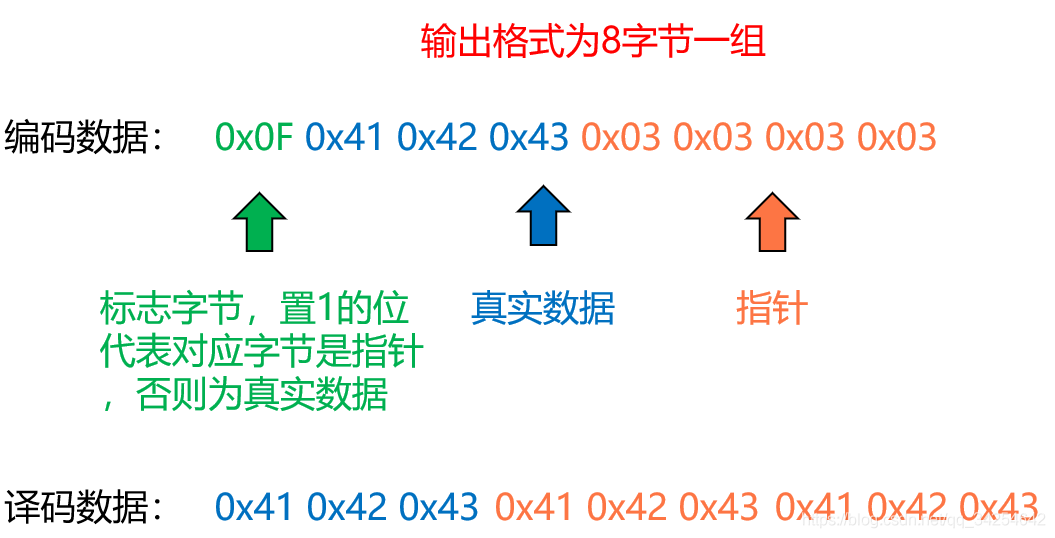 输出格式为8字节一组
编码数据： 0x0F 0x41 0x42 0x43 0x03 0x03 0x03 0x03
标志字节，置1的位
代表对应字节是指针
，否则为真实数据
真实数据
指针
译码数据： 0x41 0x42 0x43 0x41 0x42 0x43 0x41 0x42 0x43